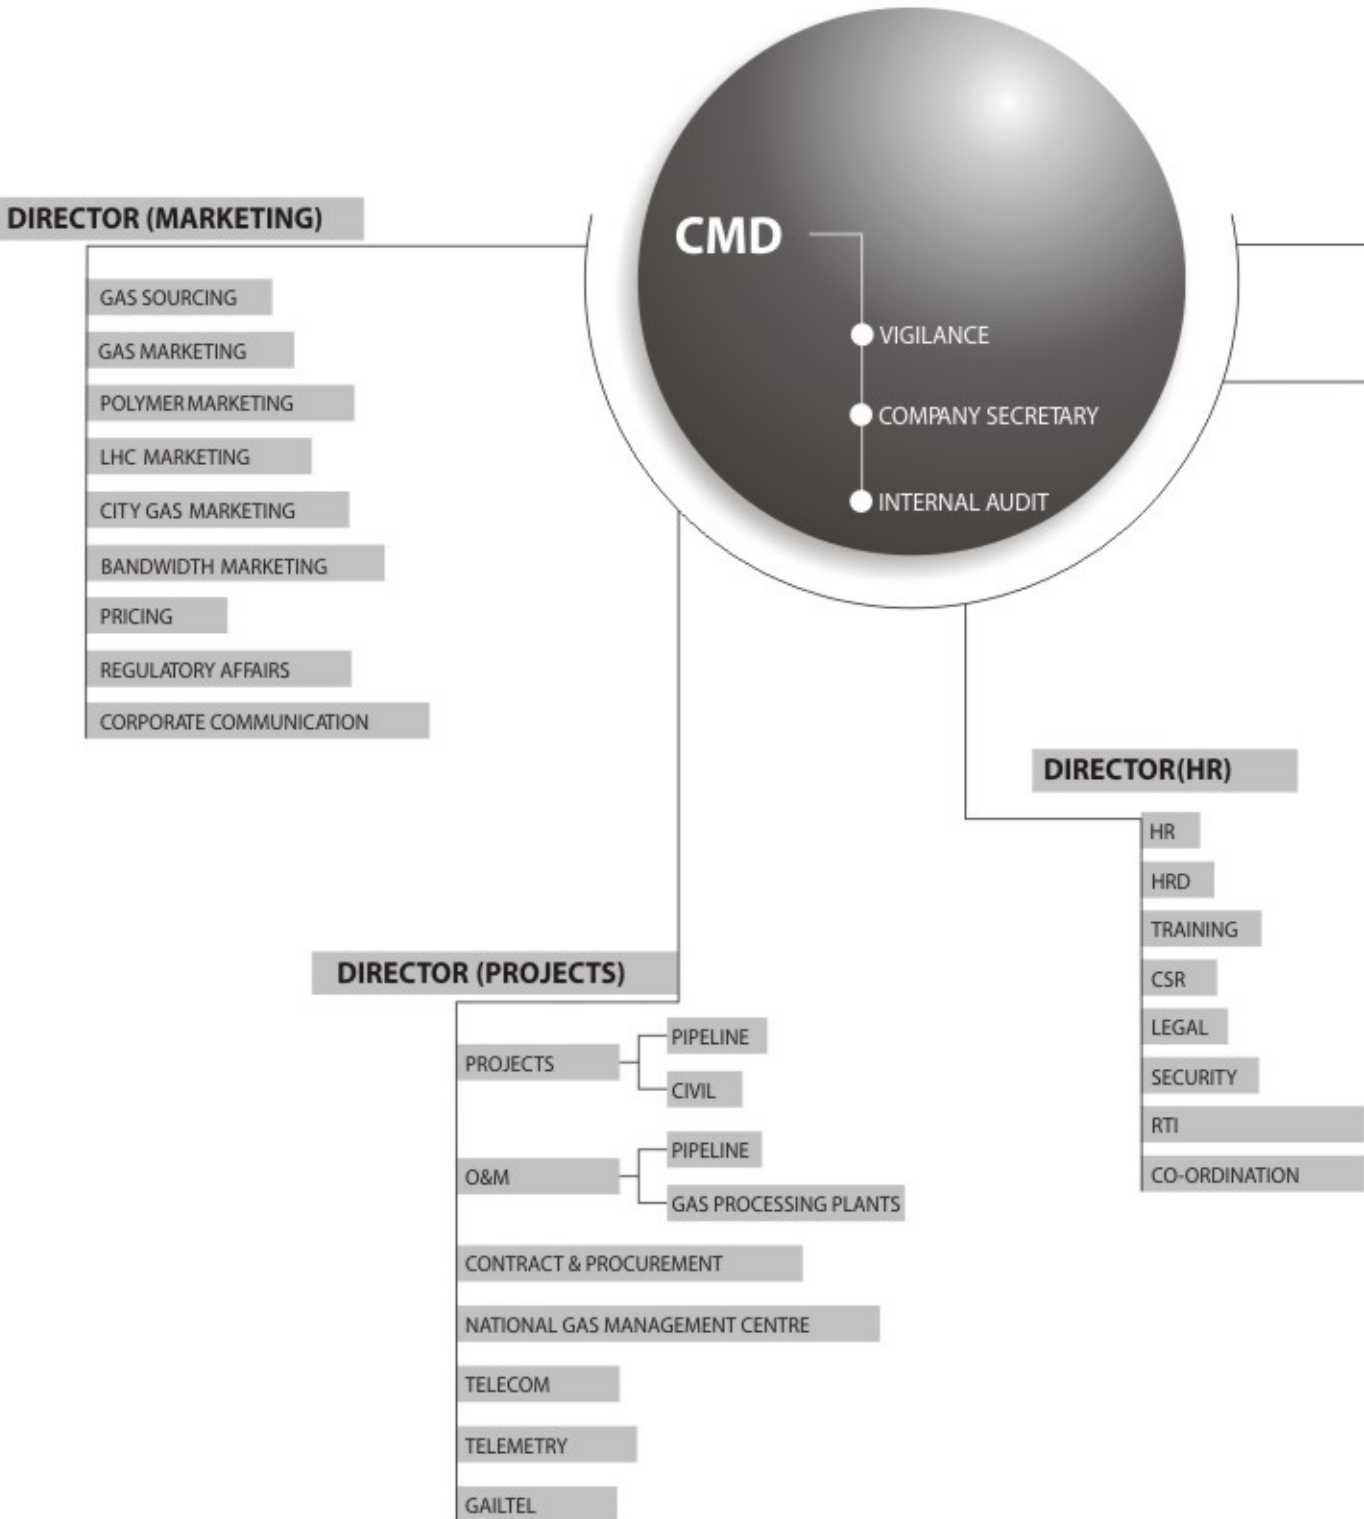 CMD
VIGILANCE
COMPANY SECRETARY
INTERNAL AUDIT
DIRECTOR (MARKETING)
GAS SOURCING
GAS MARKETING
POLYMER MARKETING
LHC MARKETING
CITY GAS MARKETING
BANDWIDTH MARKETING
PRICING
REGULATORY AFFAIRS
CORPORATE COMMUNICATION
DIRECTOR (PROJECTS)
PROJECTS
PIPELINE
CIVIL
O&M
PIPELINE
GAS PROCESSING PLANTS
CONTRACT & PROCUREMENT
NATIONAL GAS MANAGEMENT CENTRE
TELECOM
TELEMETRY
GAILTEL
DIRECTOR(HR)
HR
HRD
TRAINING
CSR
LEGAL
SECURITY
RTI
CO-ORDINATION